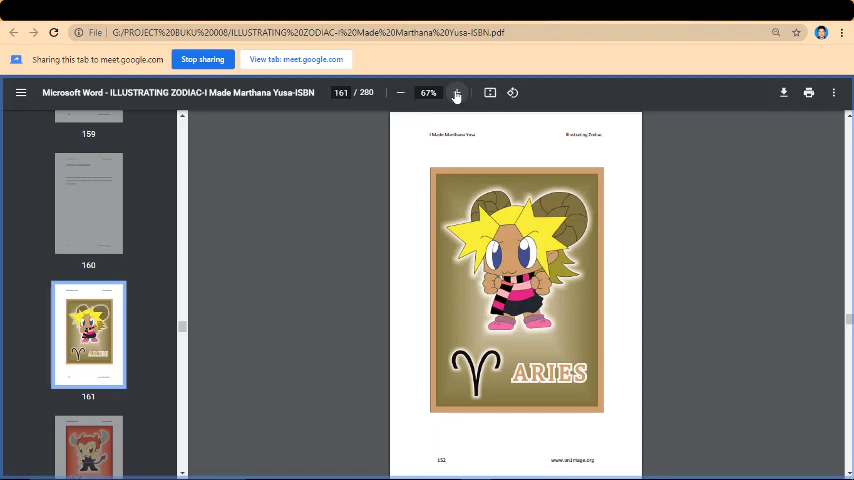 File G:/PROJECT%20BUKU%20008/ILLUSTRATING%20ZODIAC-I%20Made%20Marthana%20Yusa-ISBN.pdf
Sharing this tab to meet.google.com Stop sharing View tab: meet.google.com
Microsoft Word - ILLUSTRATING ZODIAC-I Made Marthana Yusa-ISBN 161 / 280 67%
159
160
161
I Made Marthana Yusa Illustrating Zodiac
ARIES
152 www.animage.org